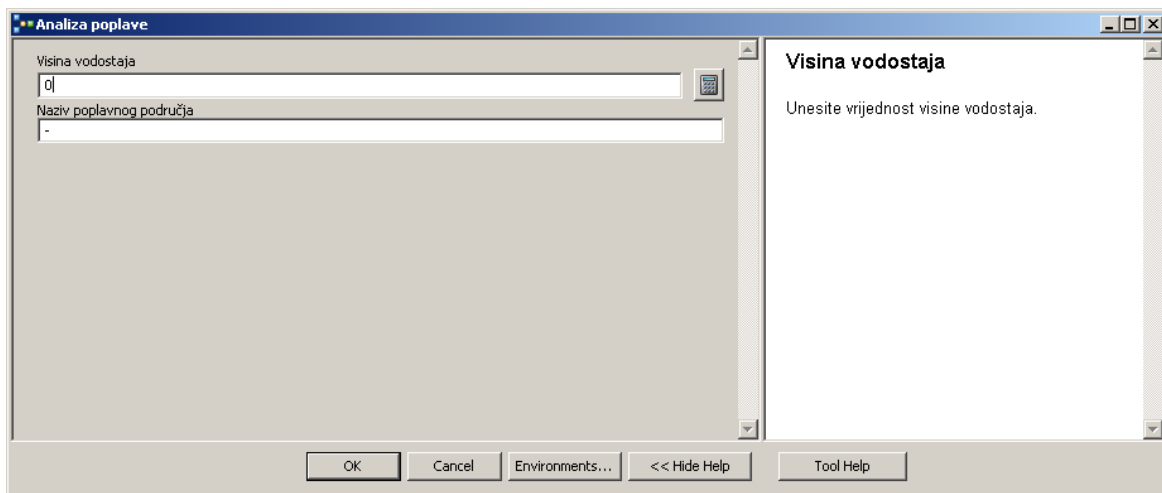 Analiza poplave
Visina vodostaja
0
Naziv poplavnog područja
-
Visina vodostaja
Unesite vrijednost visine vodostaja.
OK
Cancel
Environments...
<< Hide Help
Tool Help